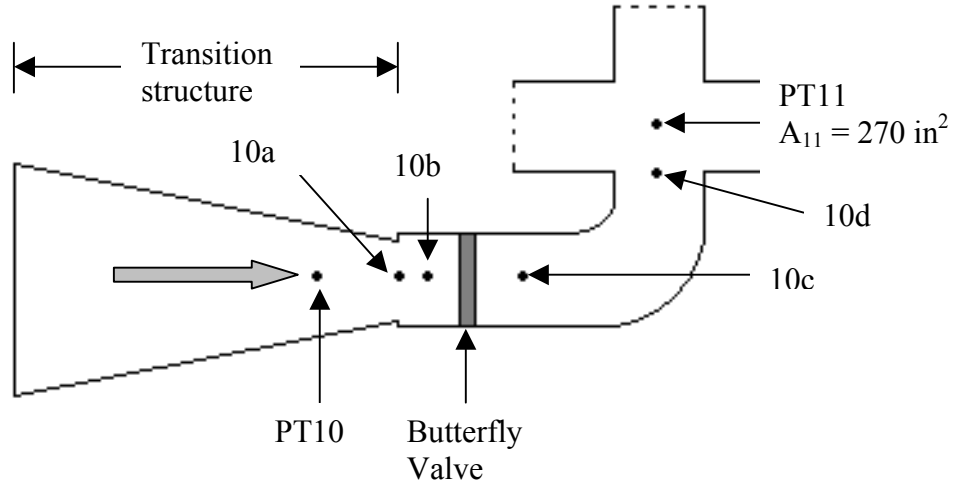 Transition
structure
PT11
A₁₁ = 270 in²
10a
10b
10d
10c
PT10
Butterfly
Valve